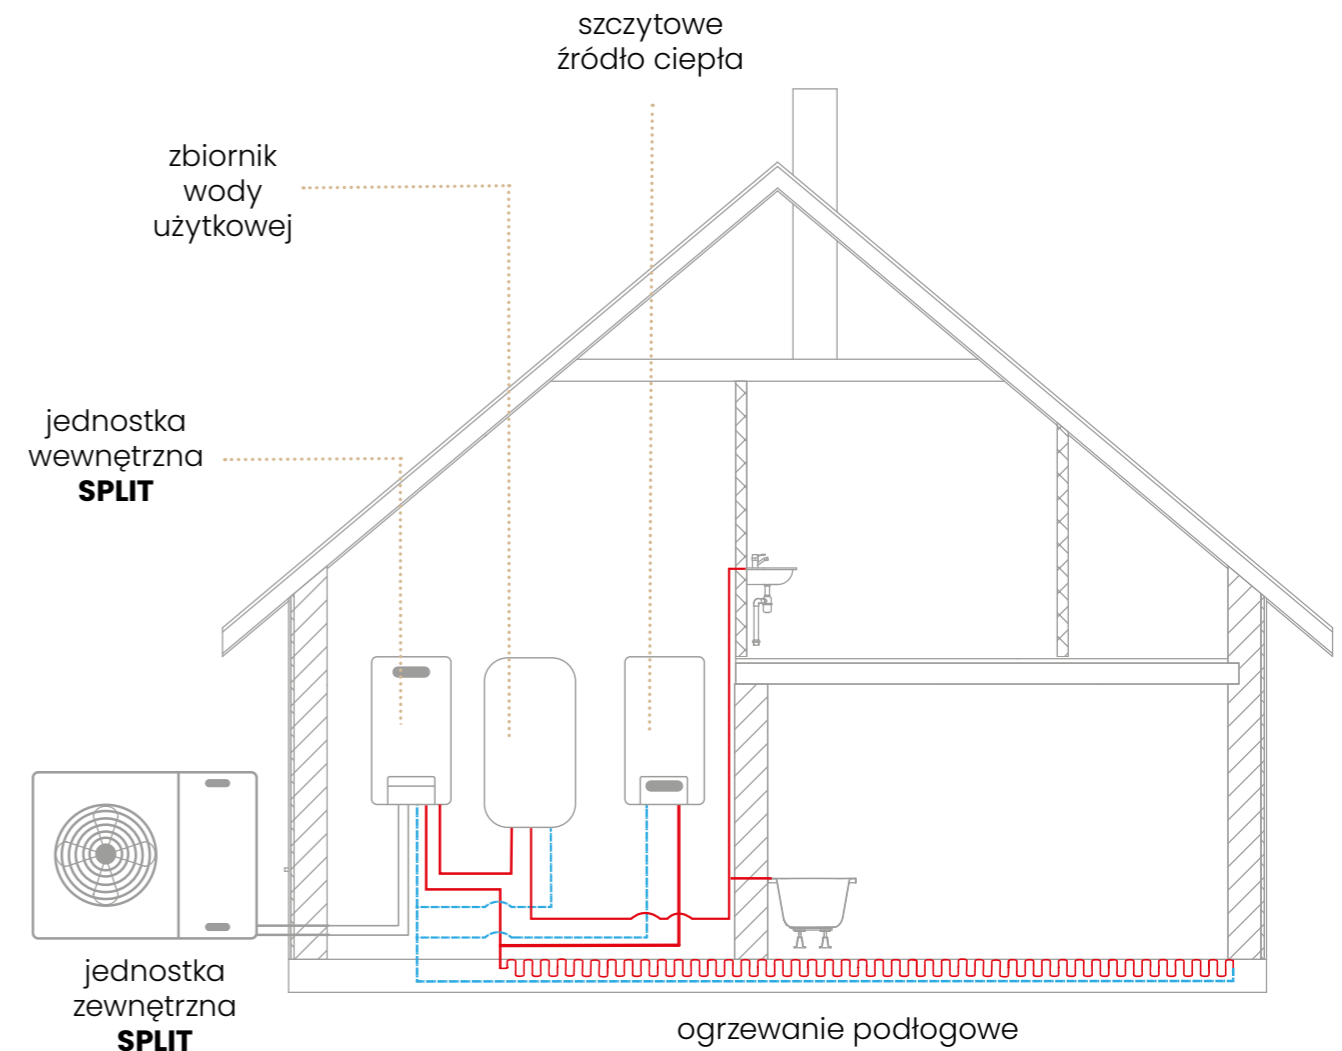 szczytowe
źródło ciepła
zbiornik
wody
użytkowej
jednostka
wewnętrzna
SPLIT
jednostka
zewnętrzna
SPLIT
ogrzewanie podłogowe